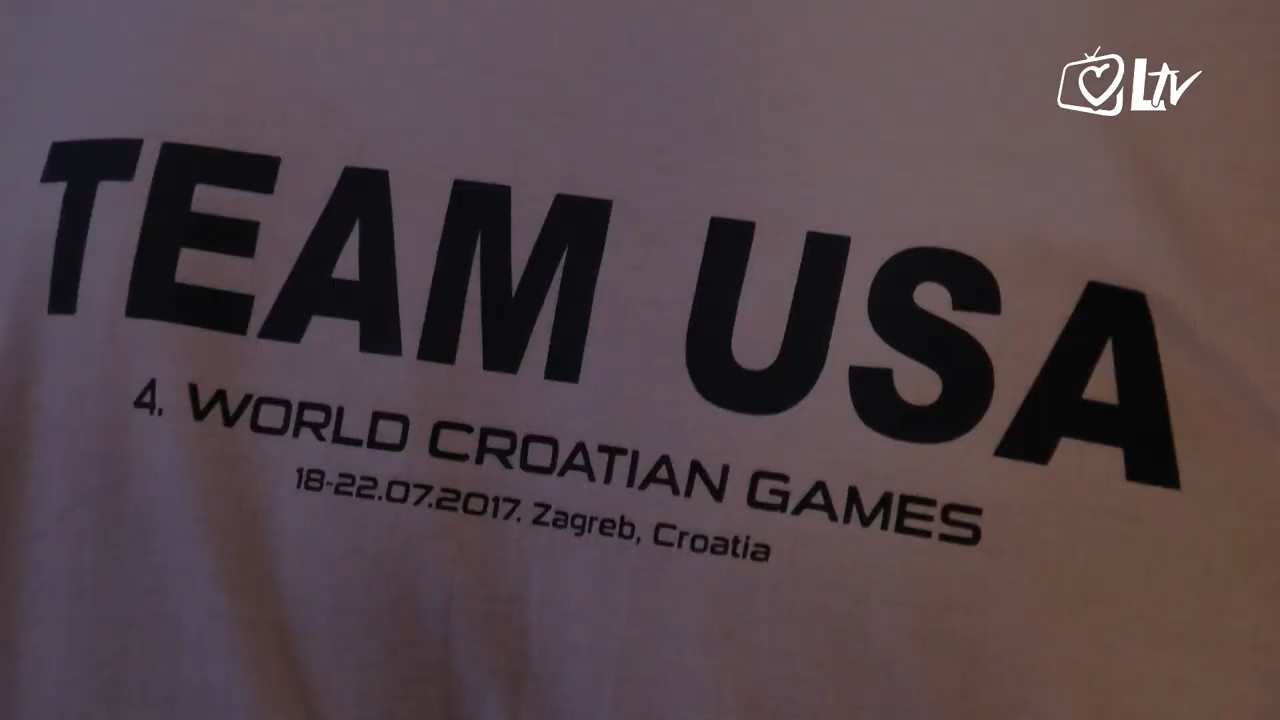 LTV
TEAM USA
4. WORLD CROATIAN GAMES
18-22.07.2017. Zagreb, Croatia